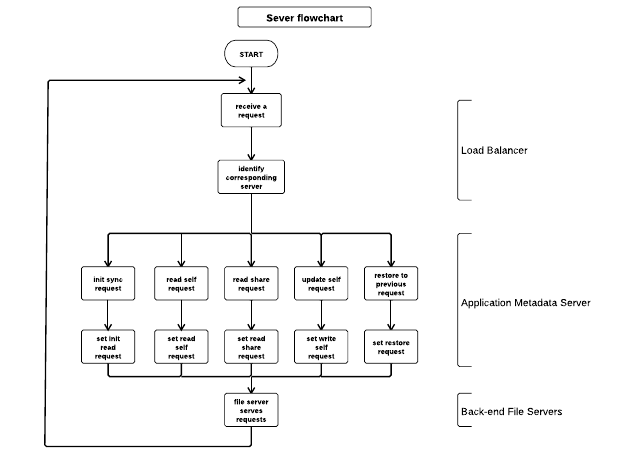 Sever flowchart
START
receive a
request
Load Balancer
identify
corresponding
server
init sync
request
read self
request
read share
request
update self
request
restore to
previous
request
Application Metadata Server
set init
read
request
set read
self
request
set read
share
request
set write
self
request
set restore
request
file server
serves
requests
Back-end File Servers